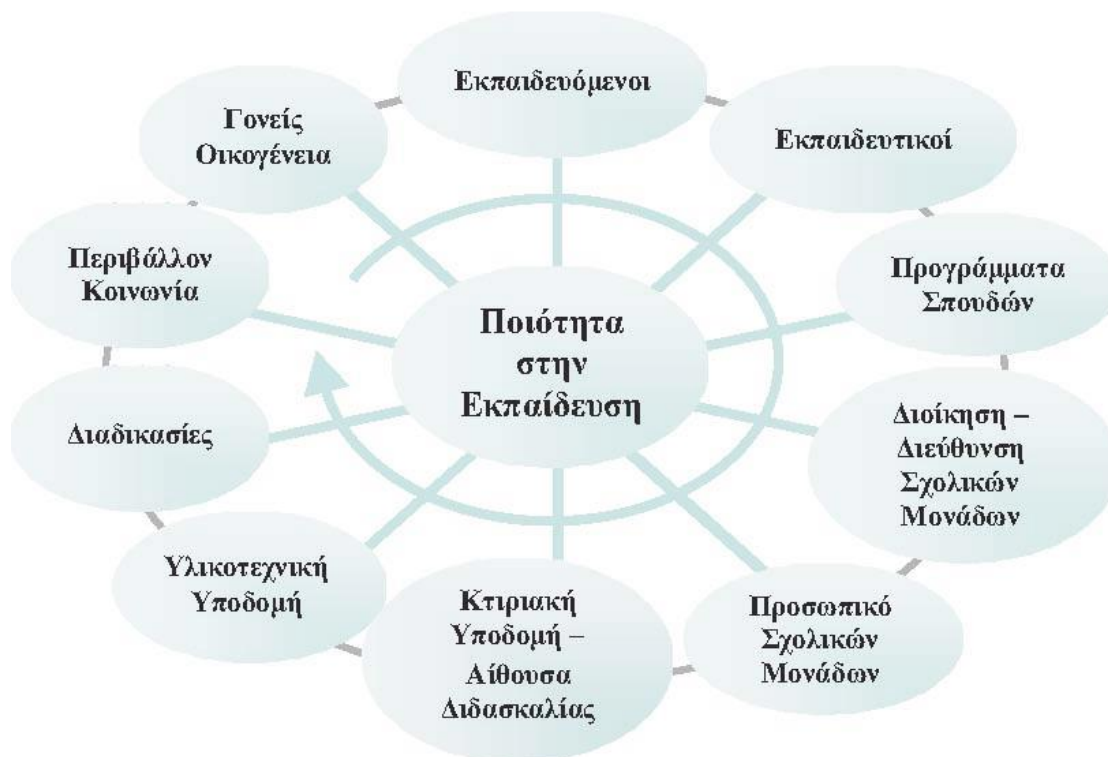 Εκπαιδευόμενοι
Εκπαιδευτικοί
Προγράμματα
Σπουδών
Διοίκηση –
Διεύθυνση
Σχολικών
Μονάδων
Προσωπικό
Σχολικών
Μονάδων
Κτιριακή
Υποδομή –
Αίθουσα
Διδασκαλίας
Υλικοτεχνική
Υποδομή
Διαδικασίες
Περιβάλλον
Κοινωνία
Γονείς
Οικογένεια
Ποιότητα
στην
Εκπαίδευση